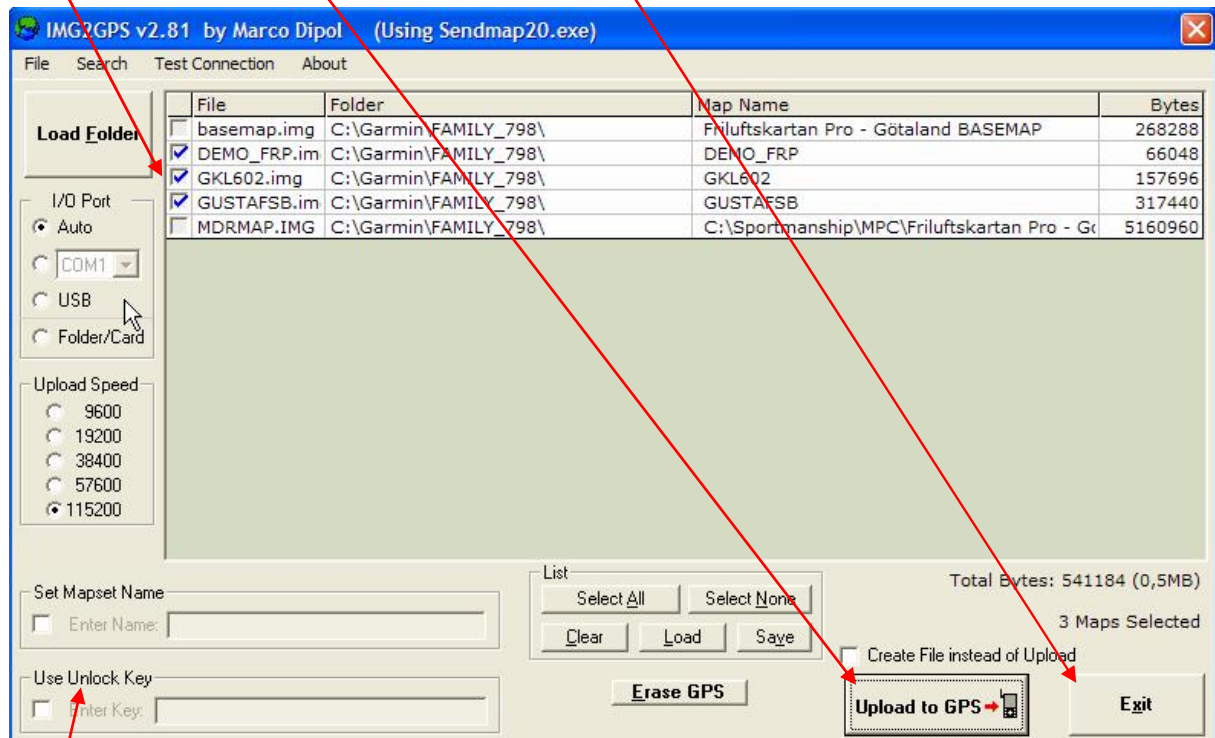 IMG2GPS v2.81 by Marco Dipol (Using Sendmap20.exe)
File Search Test Connection About
Load Folder
File Folder Map Name Bytes
basemap.img C:\Garmin\FAMILY_798\ Friluftskartan Pro - Götaland BASEMAP 268288
DEMO_FRP.im C:\Garmin\FAMILY_798\ DEMO_FRP 66048
GKL602.img C:\Garmin\FAMILY_798\ GKL602 157696
GUSTAFSB.im C:\Garmin\FAMILY_798\ GUSTAFSB 317440
MDRMAP.IMG C:\Garmin\FAMILY_798\ C:\Sportmanship\MPC\Friluftskartan Pro - Gö 5160960
I/O Port
Auto
COM1
USB
Folder/Card
Upload Speed
9600
19200
38400
57600
115200
Set Mapset Name
Enter Name:
Use Unlock Key
Enter Key:
List
Select All Select None
Clear Load Save
Erase GPS
Total Bytes: 541184 (0,5MB)
3 Maps Selected
Create File instead of Upload
Upload to GPS
Exit